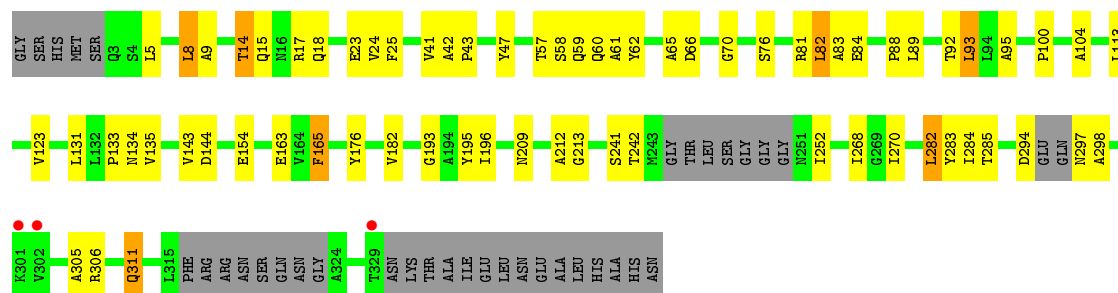 GLY SER HIS MET SER Q3 S4 L5 L8 A9 T14 Q15 N16 R17 Q18 E23 V24 F25 V41 A42 P43 Y47 T57 S58 Q59 Q60 A61 Y62 A65 D66 G70 S76 R81 L82 A83 E84 P88 L89 T92 L93 L94 A95 P100 A104 L113
V123 L131 L132 P133 N134 V135 V143 D144 E154 E163 V164 F165 Y176 V182 G193 A194 Y195 I196 N209 A212 G213 S241 T242 M243 GLY THR LEU SER GLY GLY GLY N251 I252 I268 G269 I270 L282 Y283 I284 T285 D294 GLU GLN N297 A298
K301 V302 A305 R306 Q311 L315 PHE ARG ARG ASN SER GLN ASN GLY A324 T329 ASN LYS THR ALA ILE GLU LEU ASN GLU ALA LEU HIS ALA HIS ASN